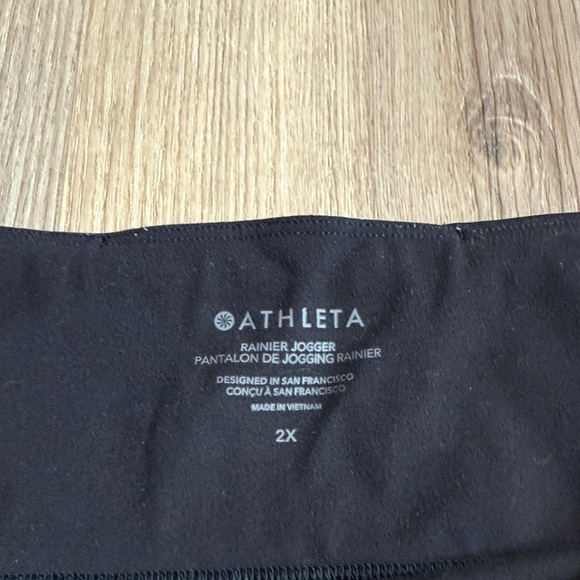 ATHLETA
RAINIER JOGGER
PANTALON DE JOGGING RAINIER
DESIGNED IN SAN FRANCISCO
CONÇU À SAN FRANCISCO
MADE IN VIETNAM
2X